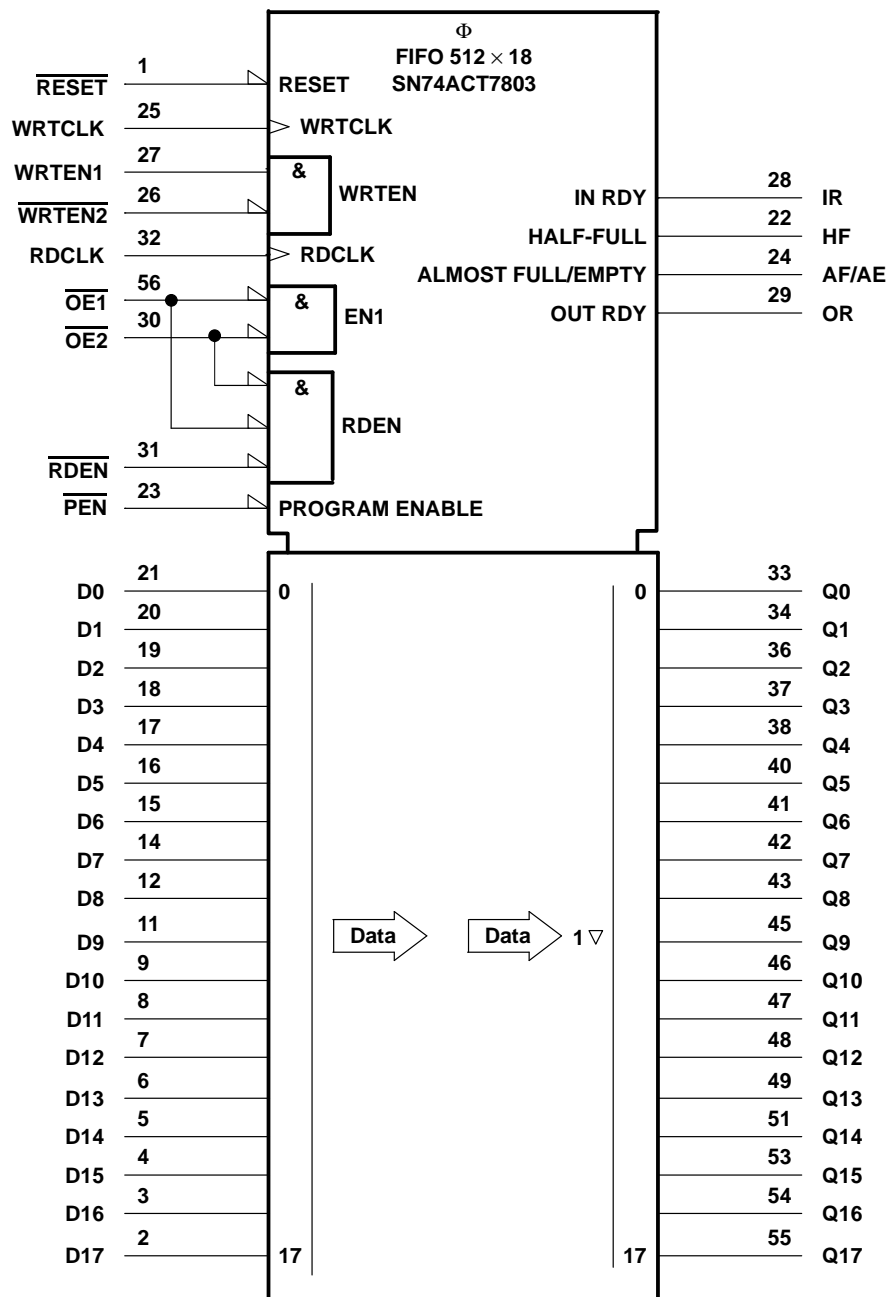 Φ
FIFO 512 × 18
SN74ACT7803
RESET 1 RESET
WRTCLK 25 WRTCLK
WRTEN1 27 & WRTEN
WRTEN2 26
RDCLK 32 RDCLK
OE1 56 & EN1
OE2 30
& RDEN
RDEN 31
PEN 23 PROGRAM ENABLE
IN RDY 28 IR
HALF-FULL 22 HF
ALMOST FULL/EMPTY 24 AF/AE
OUT RDY 29 OR
D0 21 0 0 33 Q0
D1 20 34 Q1
D2 19 36 Q2
D3 18 37 Q3
D4 17 38 Q4
D5 16 40 Q5
D6 15 41 Q6
D7 14 42 Q7
D8 12 43 Q8
D9 11 Data Data 1 ▽ 45 Q9
D10 9 46 Q10
D11 8 47 Q11
D12 7 48 Q12
D13 6 49 Q13
D14 5 51 Q14
D15 4 53 Q15
D16 3 54 Q16
D17 2 17 17 55 Q17